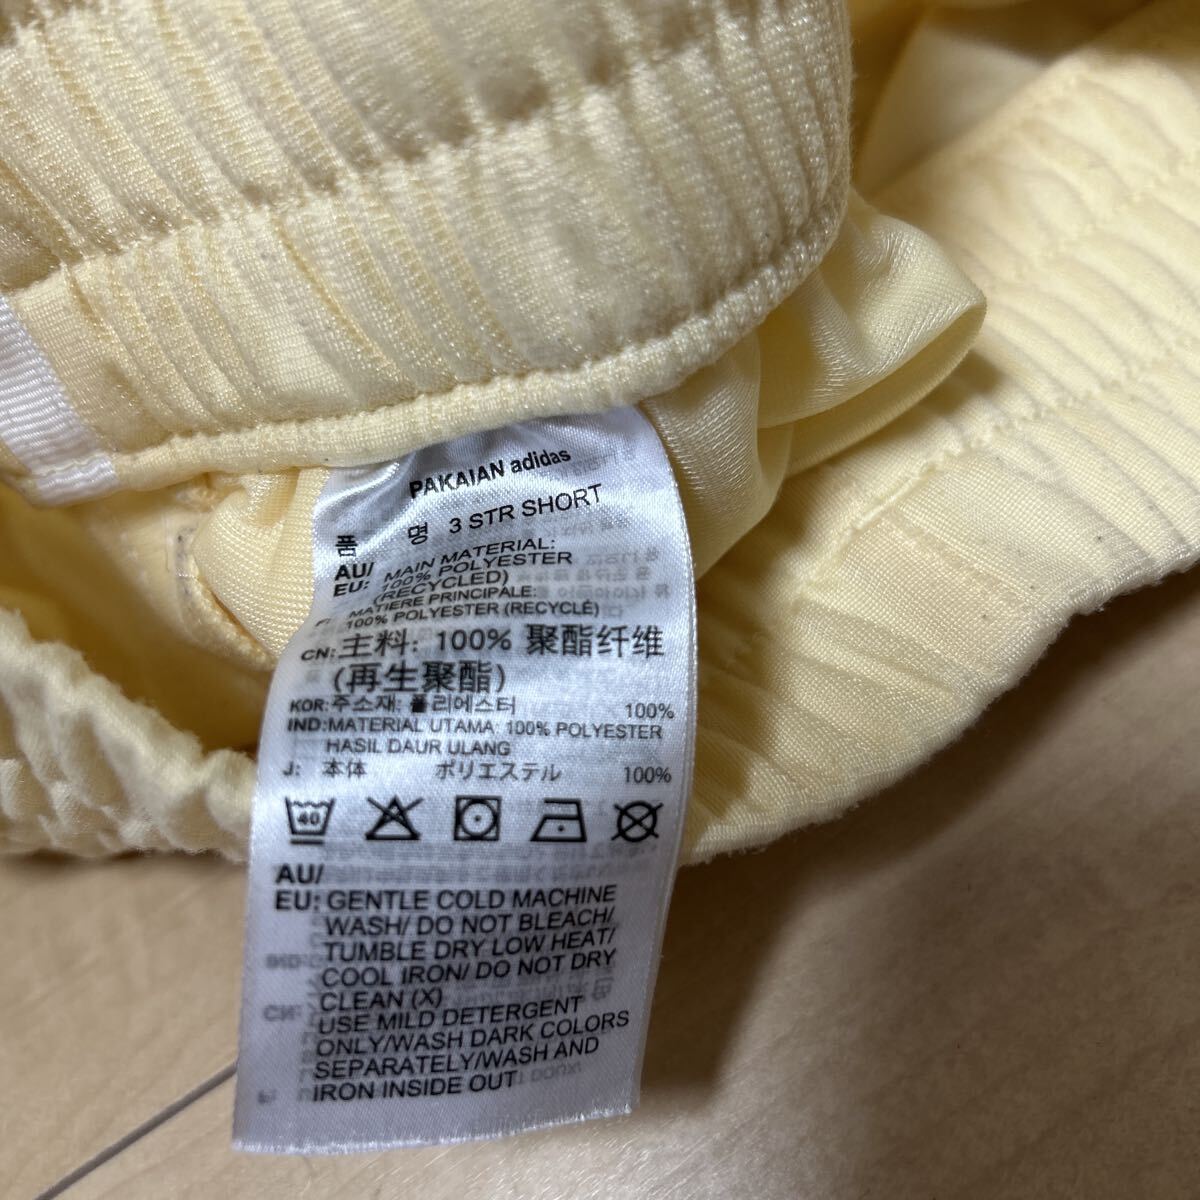 PAKAIAN adidas
품 명 3 STR SHORT
AU/ MAIN MATERIAL:
EU: 100% POLYESTER
(RECYCLED)
F: MATIERE PRINCIPALE:
100% POLYESTER (RECYCLÉ)
CN: 主料: 100% 聚酯纤维
(再生聚酯)
KOR: 주소재: 폴리에스터 100%
IND: MATERIAL UTAMA: 100% POLYESTER
HASIL DAUR ULANG
J: 本体 ポリエステル 100%
40
AU/
EU: GENTLE COLD MACHINE
WASH/ DO NOT BLEACH/
TUMBLE DRY LOW HEAT/
COOL IRON/ DO NOT DRY
CLEAN (X)
USE MILD DETERGENT
ONLY/WASH DARK COLORS
SEPARATELY/WASH AND
IRON INSIDE OUT